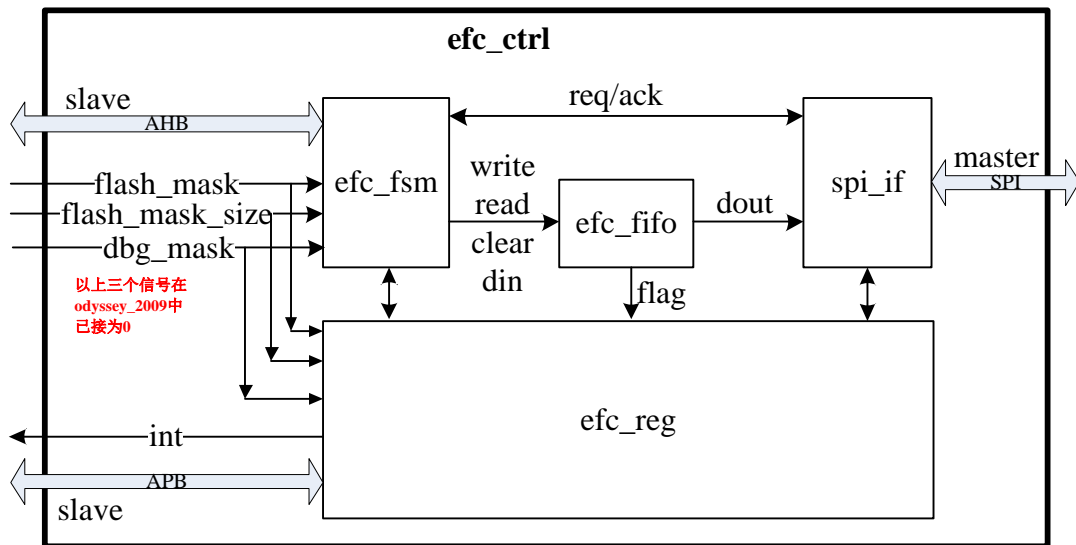 efc_ctrl
slave
AHB
req/ack
master
SPI
flash_mask
flash_mask_size
dbg_mask
efc_fsm
write
read
clear
din
efc_fifo
dout
spi_if
以上三个信号在
odyssey_2009中
已接为0
flag
efc_reg
int
APB
slave